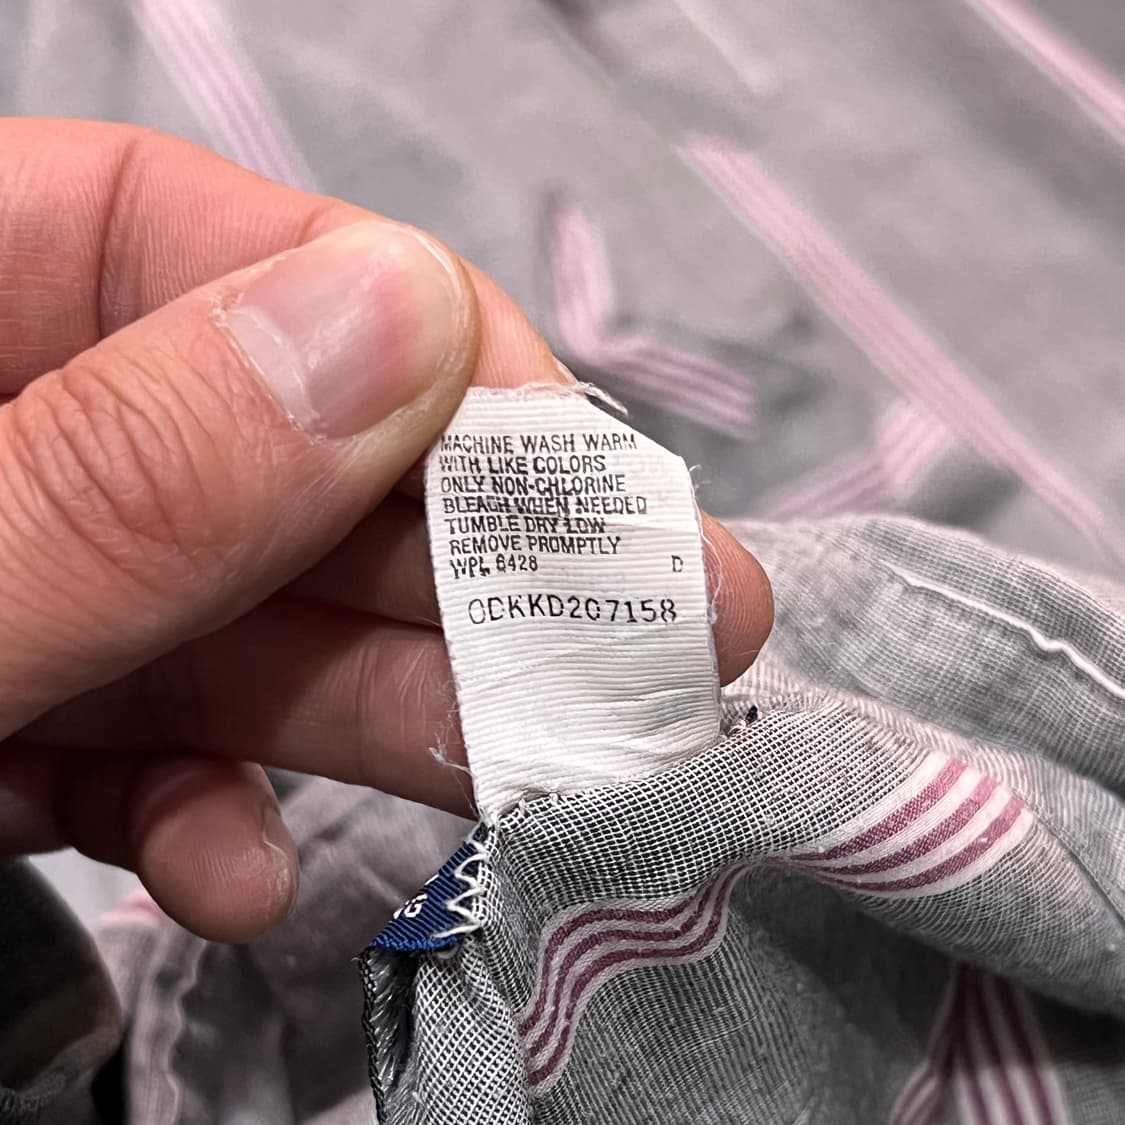 MACHINE WASH WARM
WITH LIKE COLORS
ONLY NON-CHLORINE
BLEACH WHEN NEEDED
TUMBLE DRY LOW
REMOVE PROMPTLY
WPL 6428 D
ODKKD207158